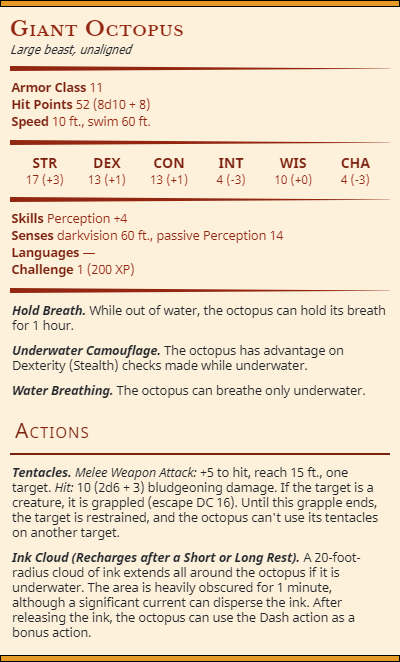 Giant Octopus
Large beast, unaligned
Armor Class 11
Hit Points 52 (8d10 + 8)
Speed 10 ft., swim 60 ft.
STR DEX CON INT WIS CHA
17 (+3) 13 (+1) 13 (+1) 4 (-3) 10 (+0) 4 (-3)
Skills Perception +4
Senses darkvision 60 ft., passive Perception 14
Languages —
Challenge 1 (200 XP)
Hold Breath. While out of water, the octopus can hold its breath
for 1 hour.
Underwater Camouflage. The octopus has advantage on
Dexterity (Stealth) checks made while underwater.
Water Breathing. The octopus can breathe only underwater.
Actions
Tentacles. Melee Weapon Attack: +5 to hit, reach 15 ft., one
target. Hit: 10 (2d6 + 3) bludgeoning damage. If the target is a
creature, it is grappled (escape DC 16). Until this grapple ends,
the target is restrained, and the octopus can't use its tentacles
on another target.
Ink Cloud (Recharges after a Short or Long Rest). A 20-foot-
radius cloud of ink extends all around the octopus if it is
underwater. The area is heavily obscured for 1 minute,
although a significant current can disperse the ink. After
releasing the ink, the octopus can use the Dash action as a
bonus action.